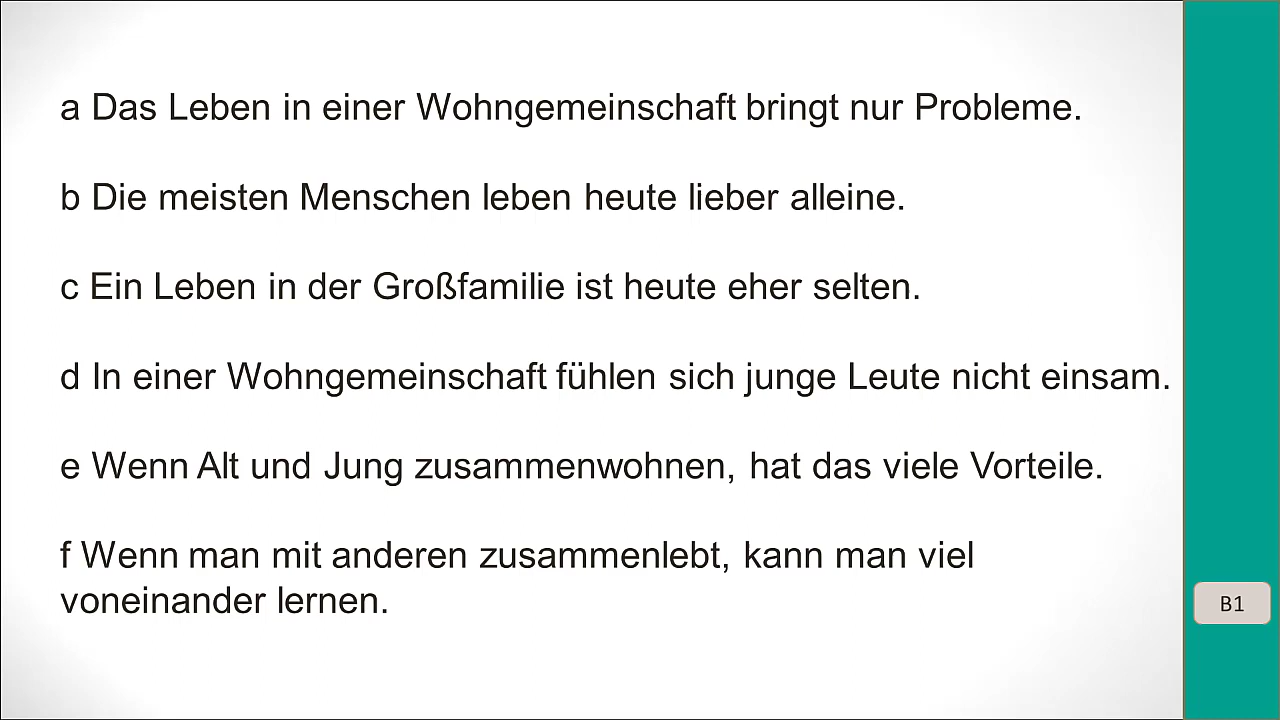 a Das Leben in einer Wohngemeinschaft bringt nur Probleme.
b Die meisten Menschen leben heute lieber alleine.
c Ein Leben in der Großfamilie ist heute eher selten.
d In einer Wohngemeinschaft fühlen sich junge Leute nicht einsam.
e Wenn Alt und Jung zusammenwohnen, hat das viele Vorteile.
f Wenn man mit anderen zusammenlebt, kann man viel
voneinander lernen.
B1